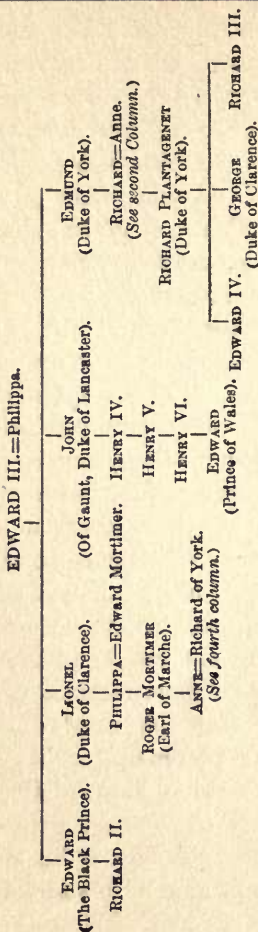 EDWARD III.=Philippa.
EDWARD
(The Black Prince).
RICHARD II.
LIONEL
(Duke of Clarence).
PHILIPPA=Edward Mortimer.
ROGER MORTIMER
(Earl of Marche).
ANNE=Richard of York.
(See fourth column.)
JOHN
(Of Gaunt, Duke of Lancaster).
HENRY IV.
HENRY V.
HENRY VI.
EDWARD
(Prince of Wales).
EDMUND
(Duke of York).
RICHARD=Anne.
(See second Column.)
RICHARD PLANTAGENET
(Duke of York).
EDWARD IV.
GEORGE
(Duke of Clarence).
RICHARD III.